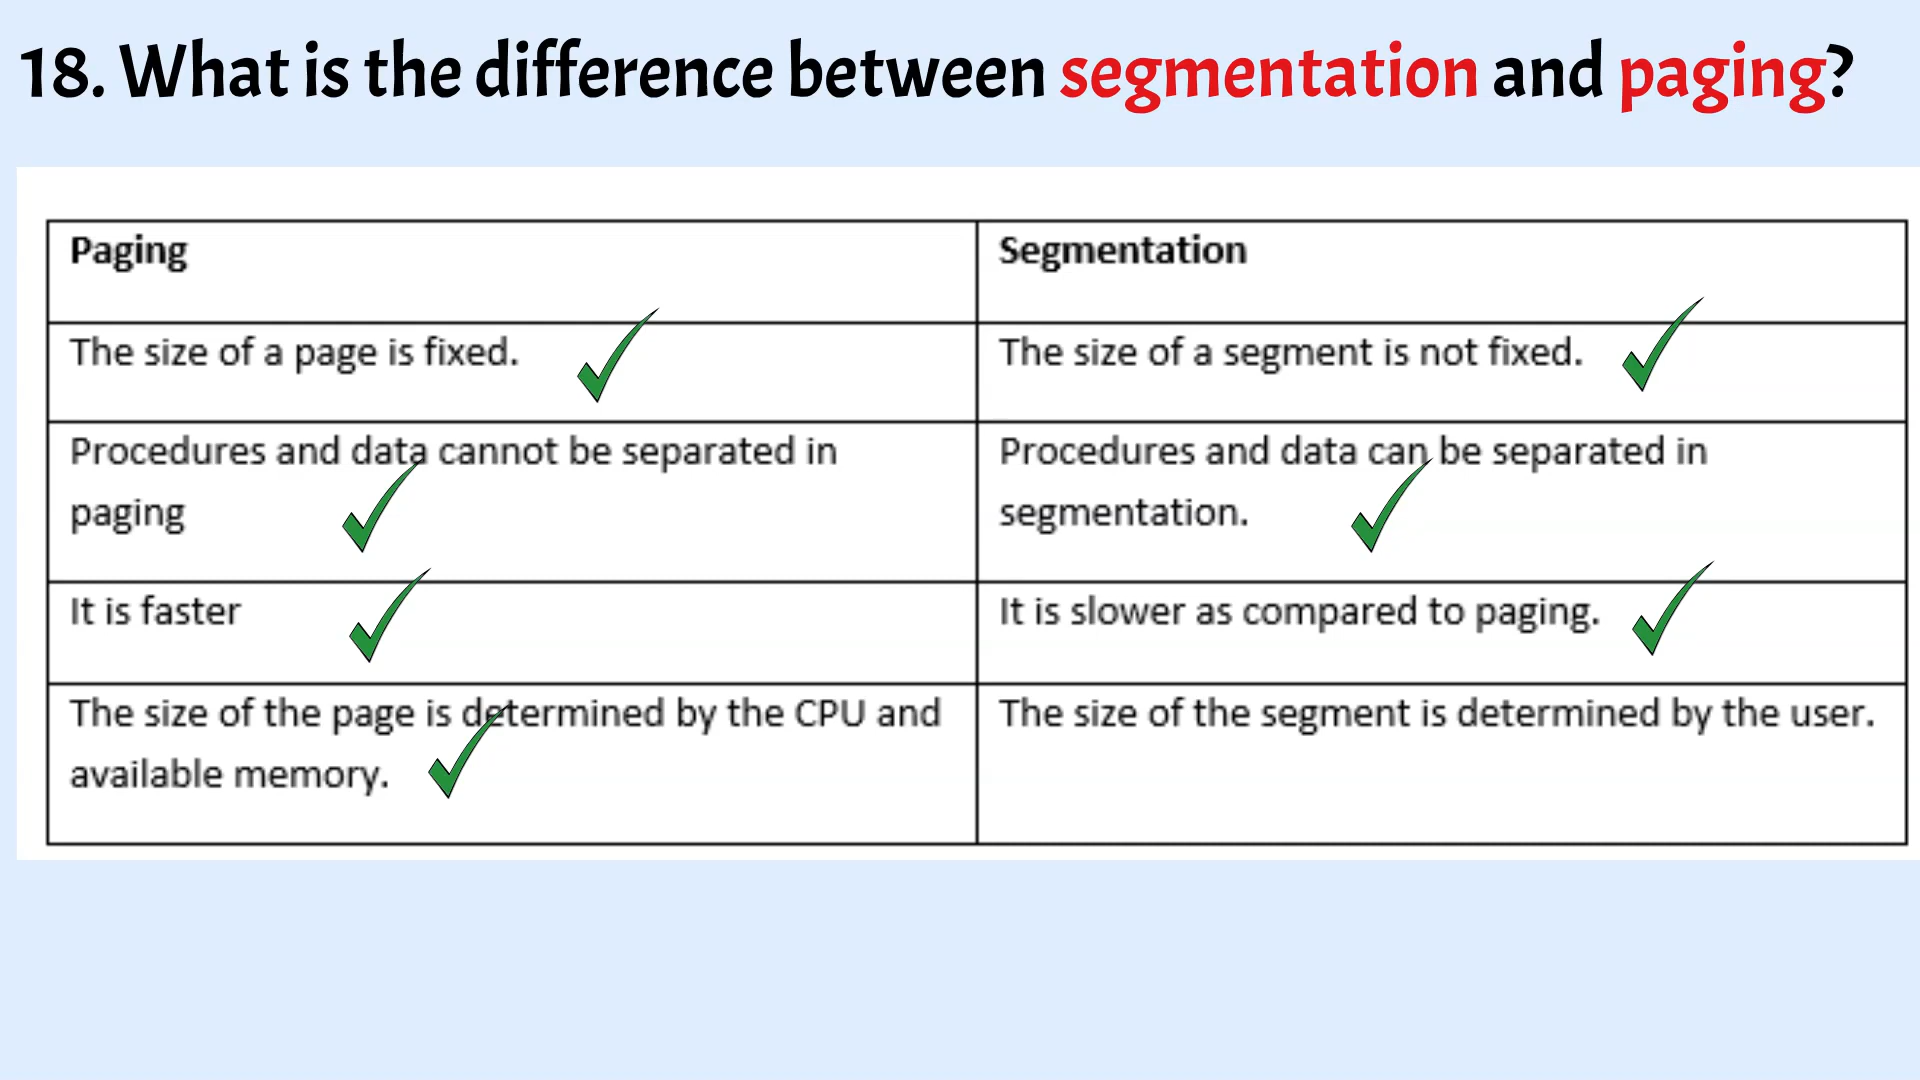 18. What is the difference between segmentation and paging?
Paging
Segmentation
The size of a page is fixed.
The size of a segment is not fixed.
Procedures and data cannot be separated in
paging
Procedures and data can be separated in
segmentation.
It is faster
It is slower as compared to paging.
The size of the page is determined by the CPU and
available memory.
The size of the segment is determined by the user.